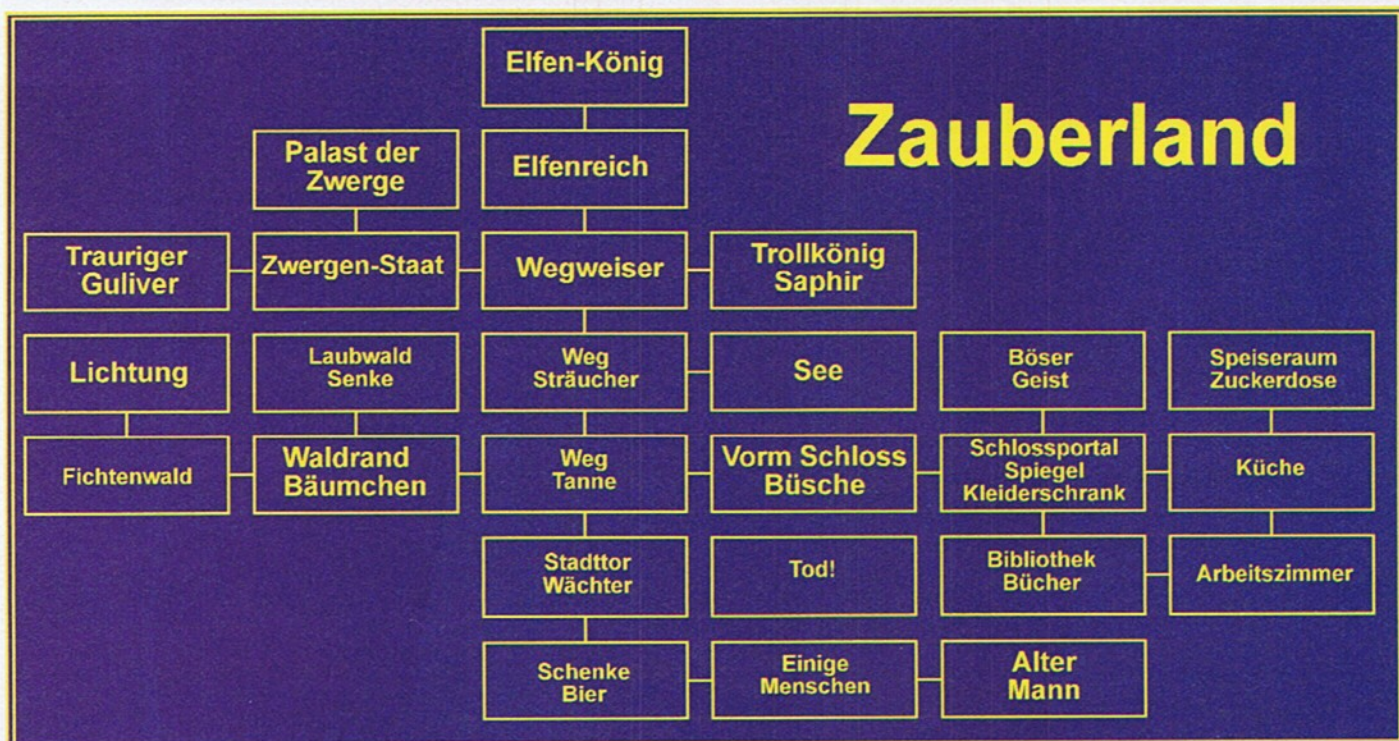 Elfen-König
Zauberland
Palast der
Zwerge
Elfenreich
Trauriger
Guliver
Zwergen-Staat
Wegweiser
Trollkönig
Saphir
Lichtung
Laubwald
Senke
Weg
Sträucher
See
Böser
Geist
Speiseraum
Zuckerdose
Fichtenwald
Waldrand
Bäumchen
Weg
Tanne
Vorm Schloss
Büsche
Schlossportal
Spiegel
Kleiderschrank
Küche
Stadttor
Wächter
Tod!
Bibliothek
Bücher
Arbeitszimmer
Schenke
Bier
Einige
Menschen
Alter
Mann